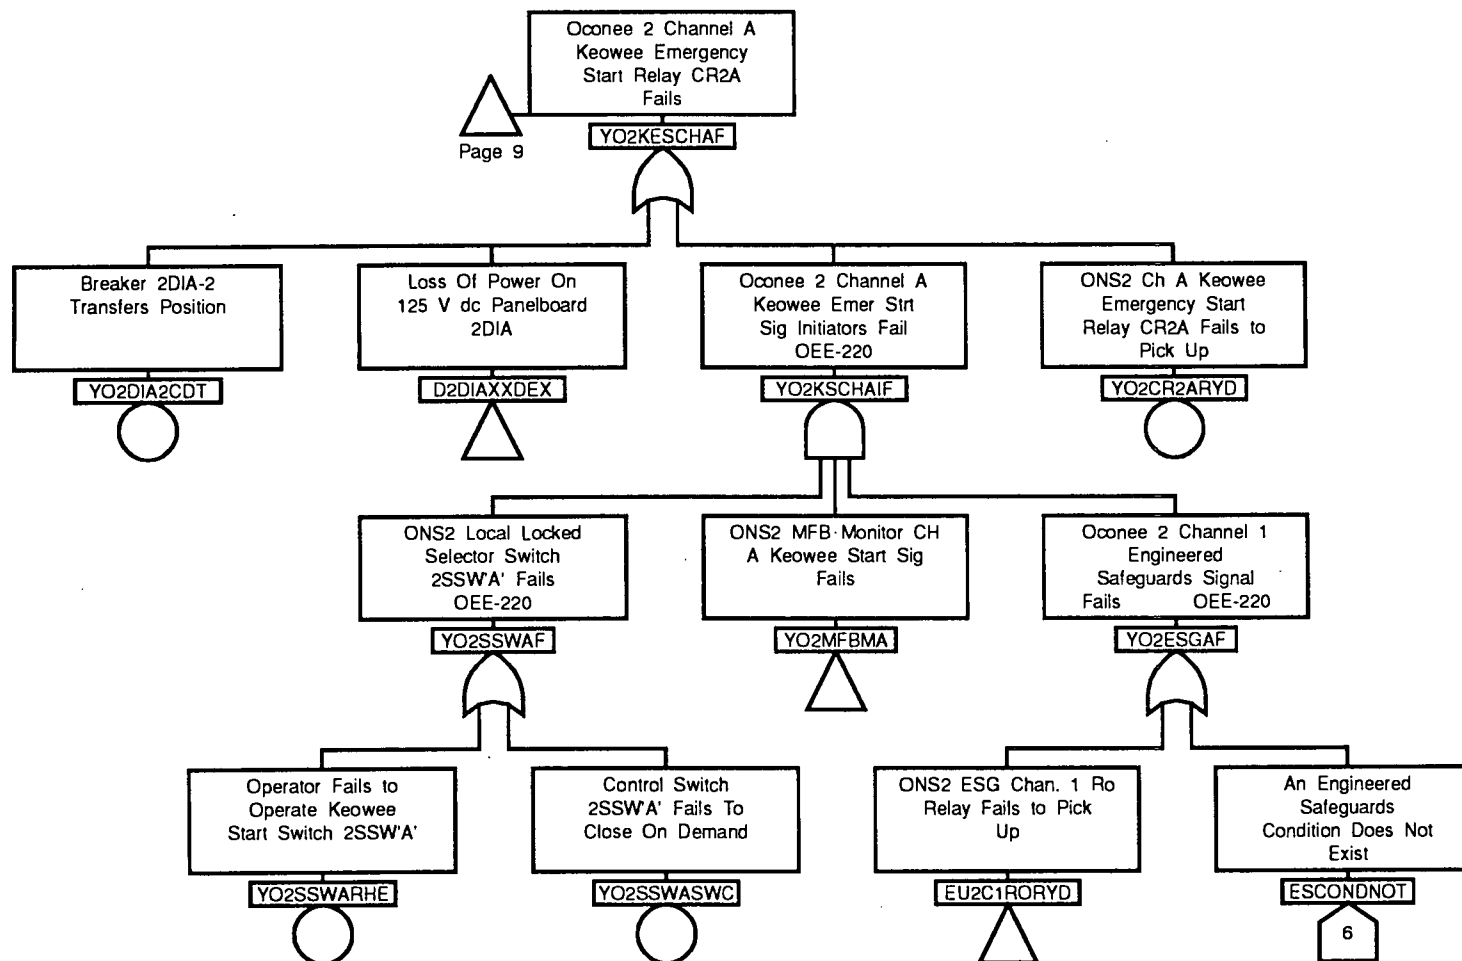 Oconee 2 Channel A
Keowee Emergency
Start Relay CR2A
Fails
Page 9
YO2KESCHAF
Breaker 2DIA-2
Transfers Position
YO2DIA2CDT
Loss Of Power On
125 V dc Panelboard
2DIA
D2DIAXXDEX
Oconee 2 Channel A
Keowee Emer Strt
Sig Initiators Fail
OEE-220
YO2KSCHAIF
ONS2 Ch A Keowee
Emergency Start
Relay CR2A Fails to
Pick Up
YO2CR2ARYD
ONS2 Local Locked
Selector Switch
2SSW'A' Fails
OEE-220
YO2SSWAF
ONS2 MFB Monitor CH
A Keowee Start Sig
Fails
YO2MFBMA
Oconee 2 Channel 1
Engineered
Safeguards Signal
Fails OEE-220
YO2ESGAF
Operator Fails to
Operate Keowee
Start Switch 2SSW'A'
YO2SSWARHE
Control Switch
2SSW'A' Fails To
Close On Demand
YO2SSWASWC
ONS2 ESG Chan. 1 Ro
Relay Fails to Pick
Up
EU2C1RORYD
An Engineered
Safeguards
Condition Does Not
Exist
ESCONDNOT
6